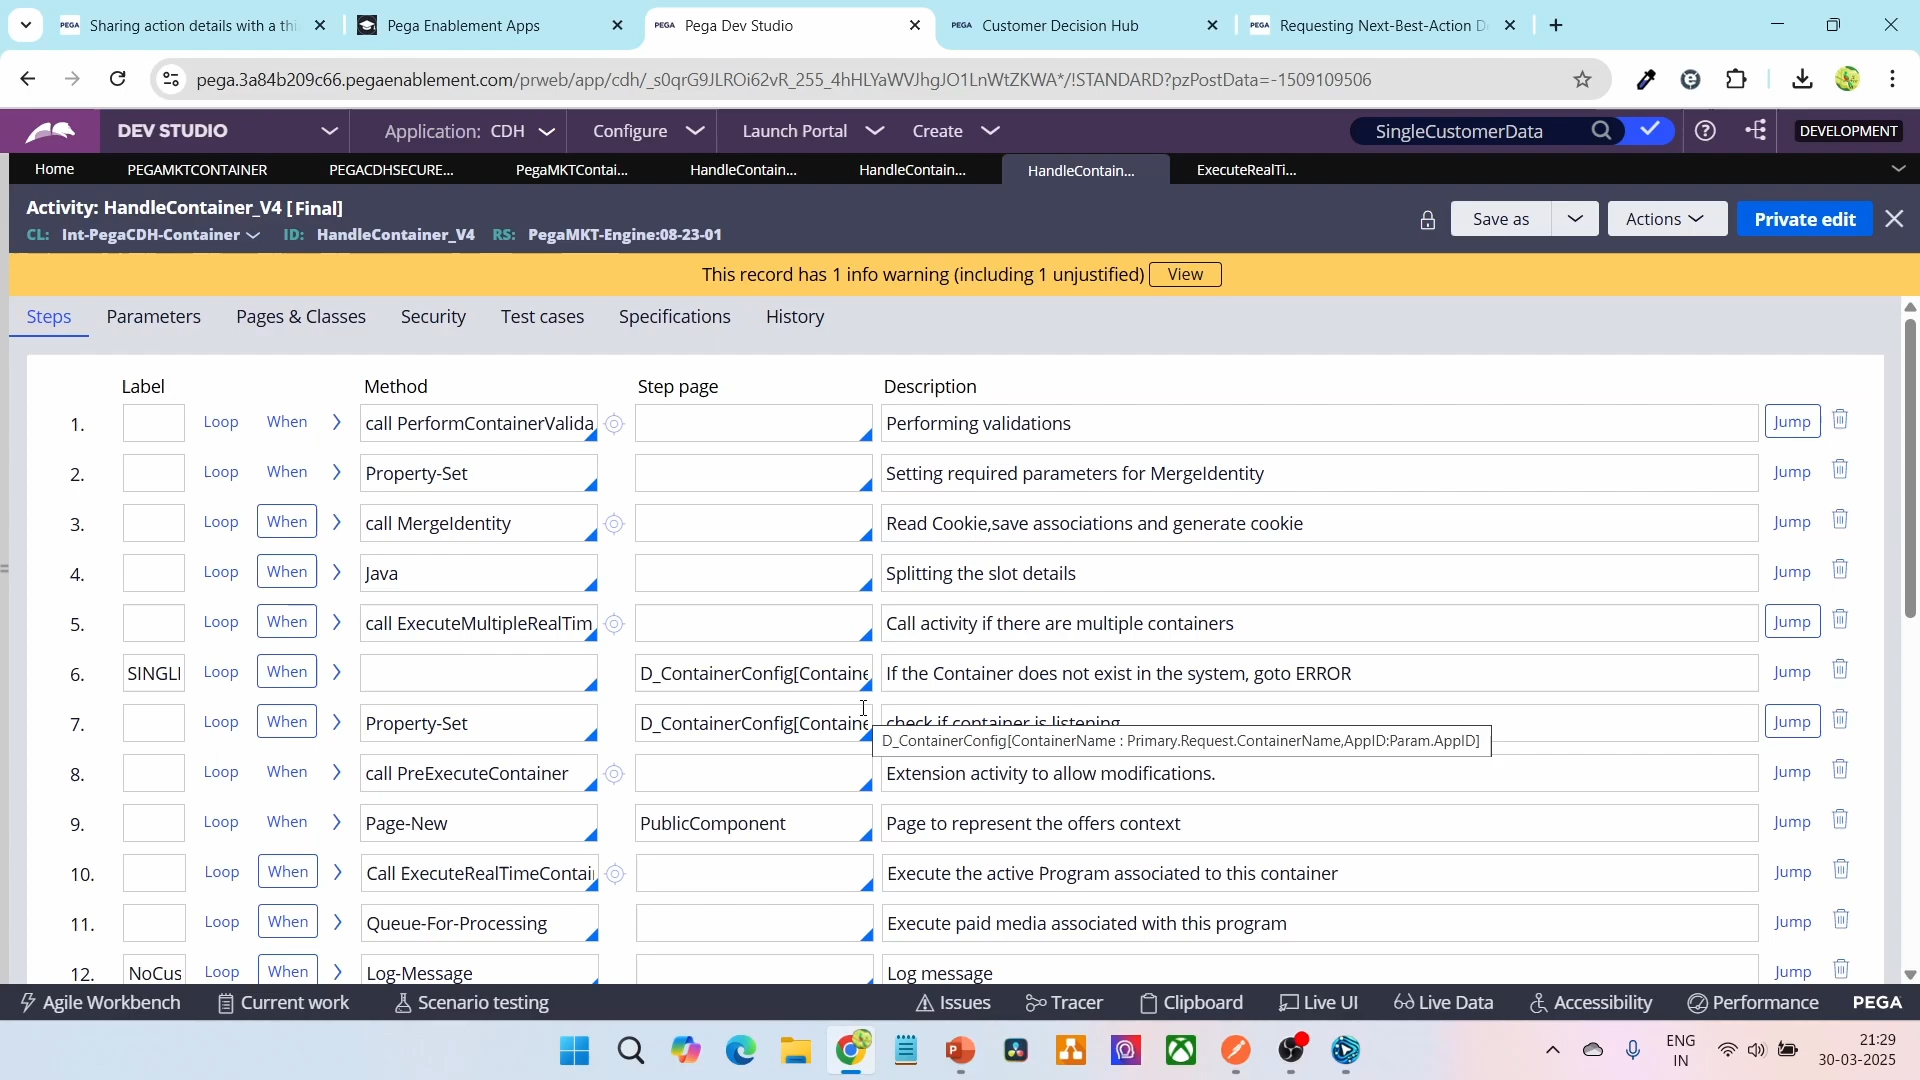 PEGA Sharing action details with a thi
Pega Enablement Apps
PEGA Pega Dev Studio
PEGA Customer Decision Hub
PEGA Requesting Next-Best-Action D
pega.3a84b209c66.pegaenablement.com/prweb/app/cdh/_s0qrG9JLROi62vR_255_4hHLYaWVJhgJO1LnWtZKWA*/!STANDARD?pzPostData=-1509109506
DEV STUDIO
Application: CDH
Configure
Launch Portal
Create
SingleCustomerData
DEVELOPMENT
Home
PEGAMKTCONTAINER
PEGACDHSECURE...
PegaMKTContai...
HandleContain...
HandleContain...
HandleContain...
ExecuteRealTi...
Activity: HandleContainer_V4 [ Final]
CL: Int-PegaCDH-Container ID: HandleContainer_V4 RS: PegaMKT-Engine:08-23-01
Save as
Actions
Private edit
This record has 1 info warning (including 1 unjustified) View
Steps Parameters Pages & Classes Security Test cases Specifications History
Label Method Step page Description
1. Loop When call PerformContainerValida Performing validations Jump
2. Loop When Property-Set Setting required parameters for MergeIdentity Jump
3. Loop When call MergeIdentity Read Cookie,save associations and generate cookie Jump
4. Loop When Java Splitting the slot details Jump
5. Loop When call ExecuteMultipleRealTim Call activity if there are multiple containers Jump
6. SINGL Loop When D_ContainerConfig[Containe If the Container does not exist in the system, goto ERROR Jump
7. Loop When Property-Set D_ContainerConfig[Containe check if container is listening Jump
D_ContainerConfig[ContainerName : Primary.Request.ContainerName,AppID:Param.AppID]
8. Loop When call PreExecuteContainer Extension activity to allow modifications. Jump
9. Loop When Page-New PublicComponent Page to represent the offers context Jump
10. Loop When Call ExecuteRealTimeContai Execute the active Program associated to this container Jump
11. Loop When Queue-For-Processing Execute paid media associated with this program Jump
12. NoCus Loop When Log-Message Log message Jump
Agile Workbench Current work Scenario testing Issues Tracer Clipboard Live UI Live Data Accessibility Performance PEGA
ENG
IN
21:29
30-03-2025